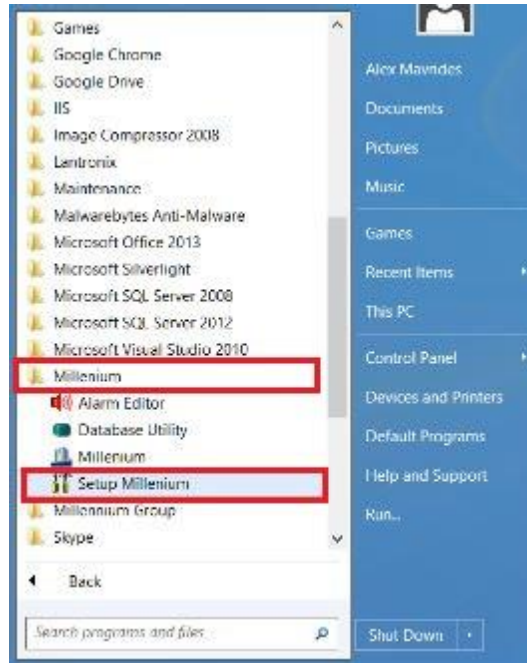 Games
Google Chrome
Google Drive
IIS
Image Compressor 2008
Lantronix
Maintenance
Malwarebytes Anti-Malware
Microsoft Office 2013
Microsoft Silverlight
Microsoft SQL Server 2008
Microsoft SQL Server 2012
Microsoft Visual Studio 2010
Millenium
Alarm Editor
Database Utility
Millenium
Setup Millenium
Millennium Group
Skype
Back
Search programs and files
Alex Mavrides
Documents
Pictures
Music
Games
Recent Items
This PC
Control Panel
Devices and Printers
Default Programs
Help and Support
Run...
Shut Down